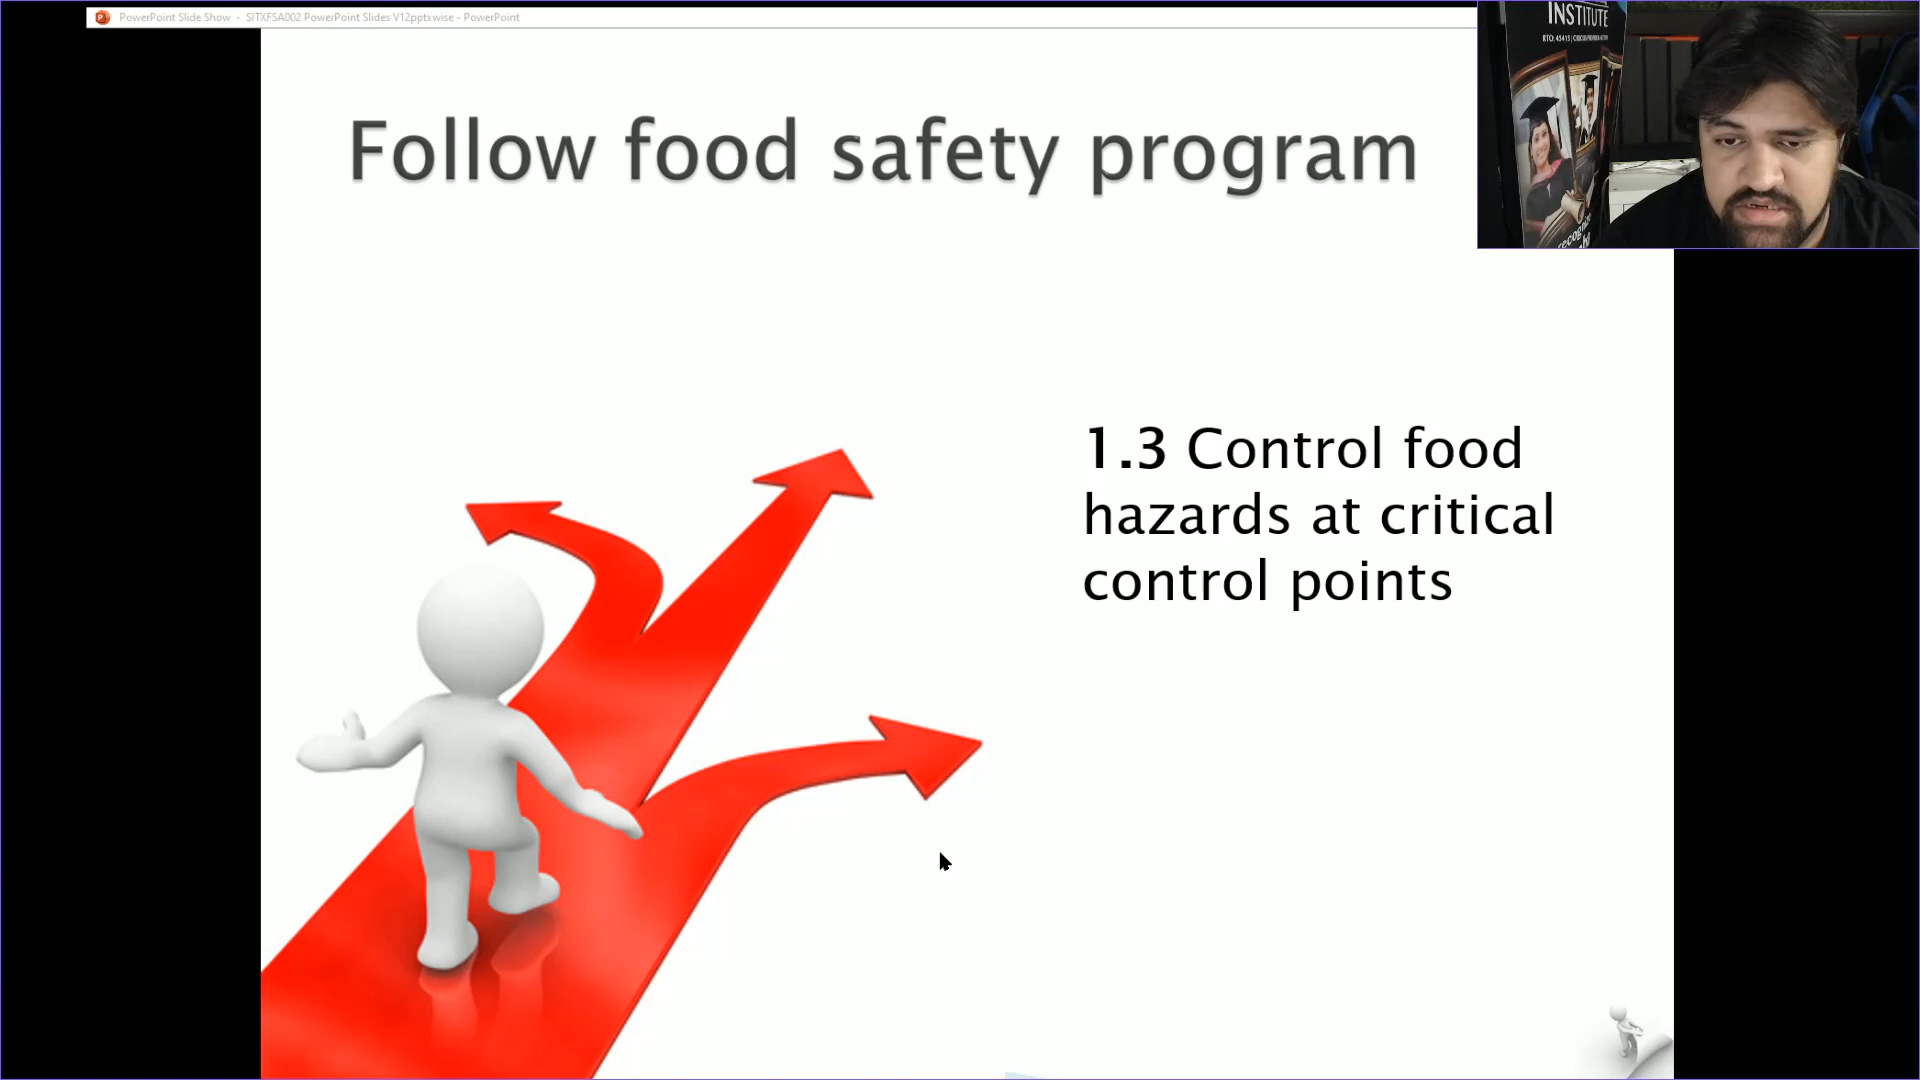 PowerPoint Slide Show - SITXFSA002 PowerPoint Slides V12pptxwise - PowerPoint
INSTITUTE
Follow food safety program
1.3 Control food
hazards at critical
control points